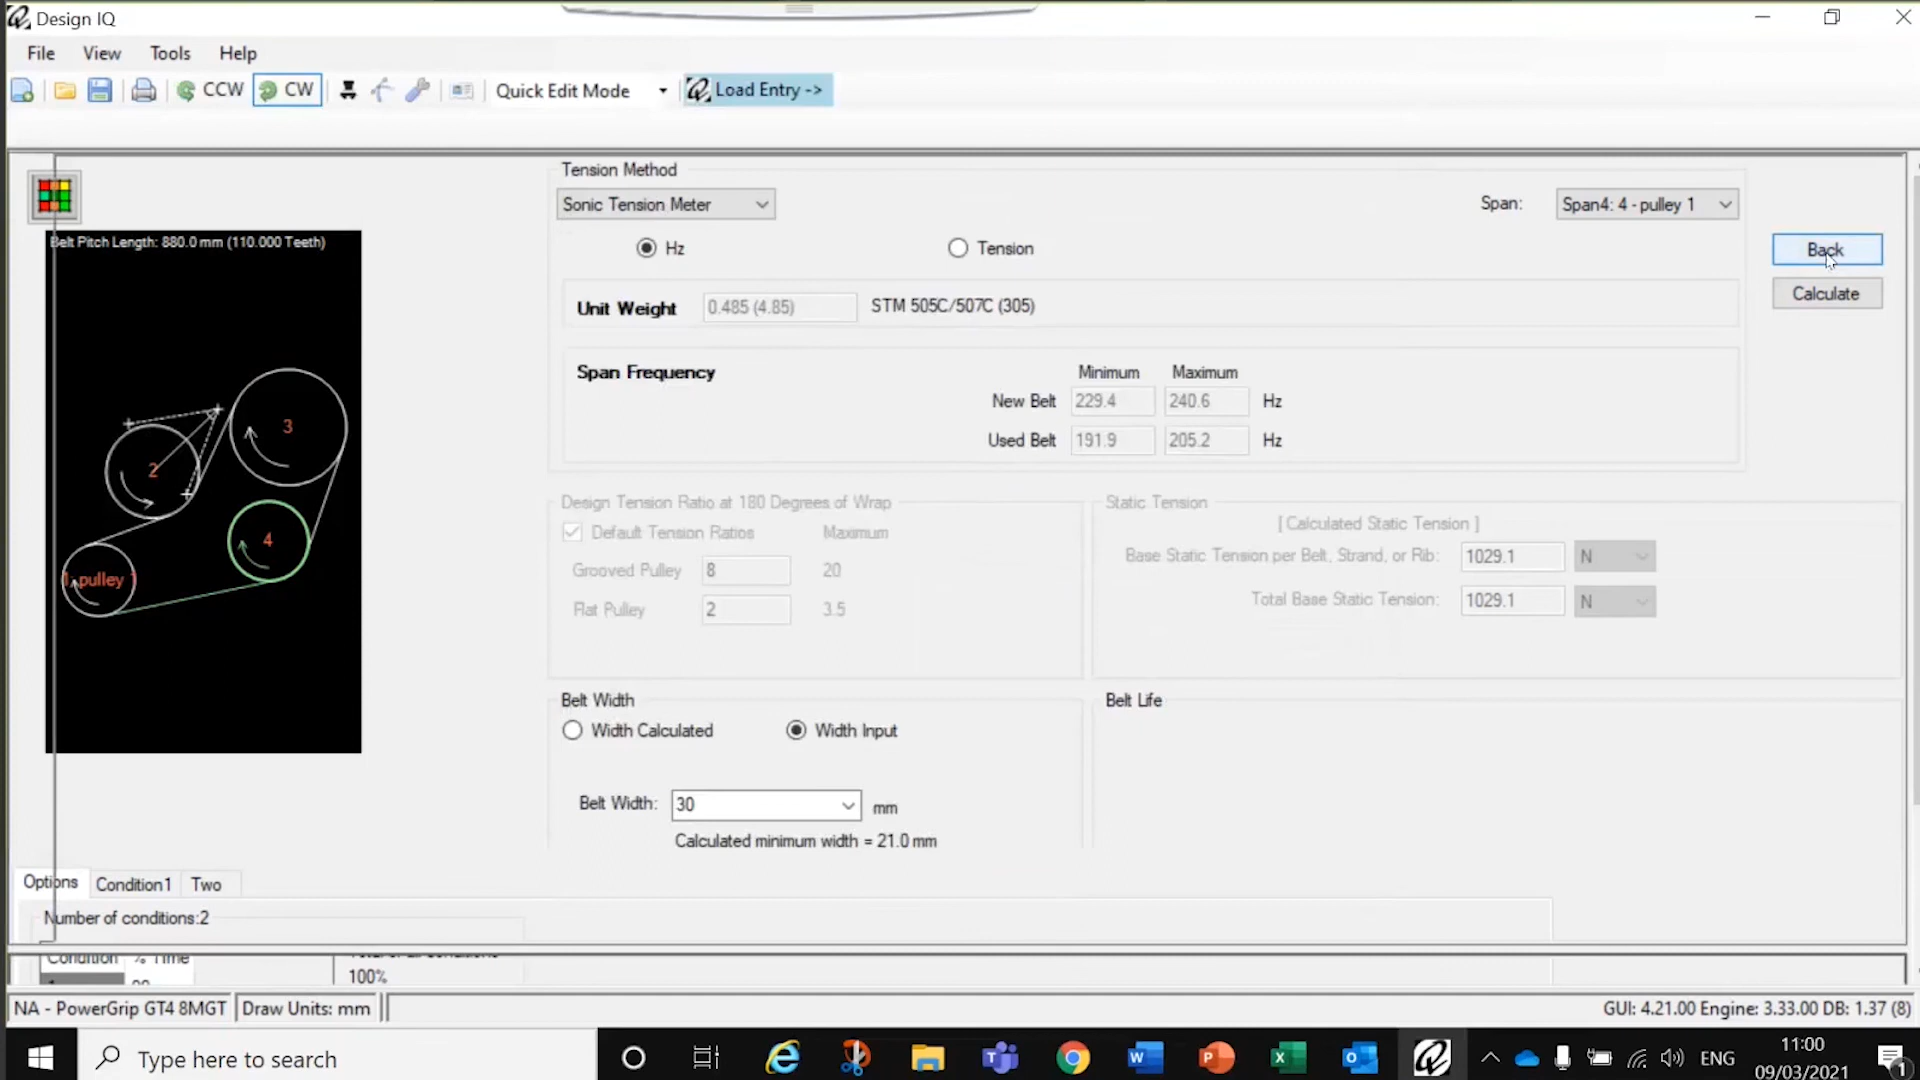 Design IQ
File View Tools Help
CCW CW Quick Edit Mode Load Entry ->
Belt Pitch Length: 880.0 mm (110.000 Teeth)
3
2
4
1: pulley 1
Tension Method
Sonic Tension Meter
Span: Span4: 4 - pulley 1
Hz Tension
Back
Calculate
Unit Weight 0.485 (4.85) STM 505C/507C (305)
Span Frequency Minimum Maximum
New Belt 229.4 240.6 Hz
Used Belt 191.9 205.2 Hz
Design Tension Ratio at 180 Degrees of Wrap
Default Tension Ratios Maximum
Grooved Pulley 8 20
Flat Pulley 2 3.5
Static Tension
[ Calculated Static Tension ]
Base Static Tension per Belt, Strand, or Rib: 1029.1 N
Total Base Static Tension: 1029.1 N
Belt Width
Width Calculated Width Input
Belt Width: 30 mm
Calculated minimum width = 21.0 mm
Belt Life
Options Condition1 Two
Number of conditions:2
Condition % Time
100%
NA - PowerGrip GT4 8MGT Draw Units: mm GUI: 4.21.00 Engine: 3.33.00 DB: 1.37 (8)
Type here to search
ENG
11:00
09/03/2021
1